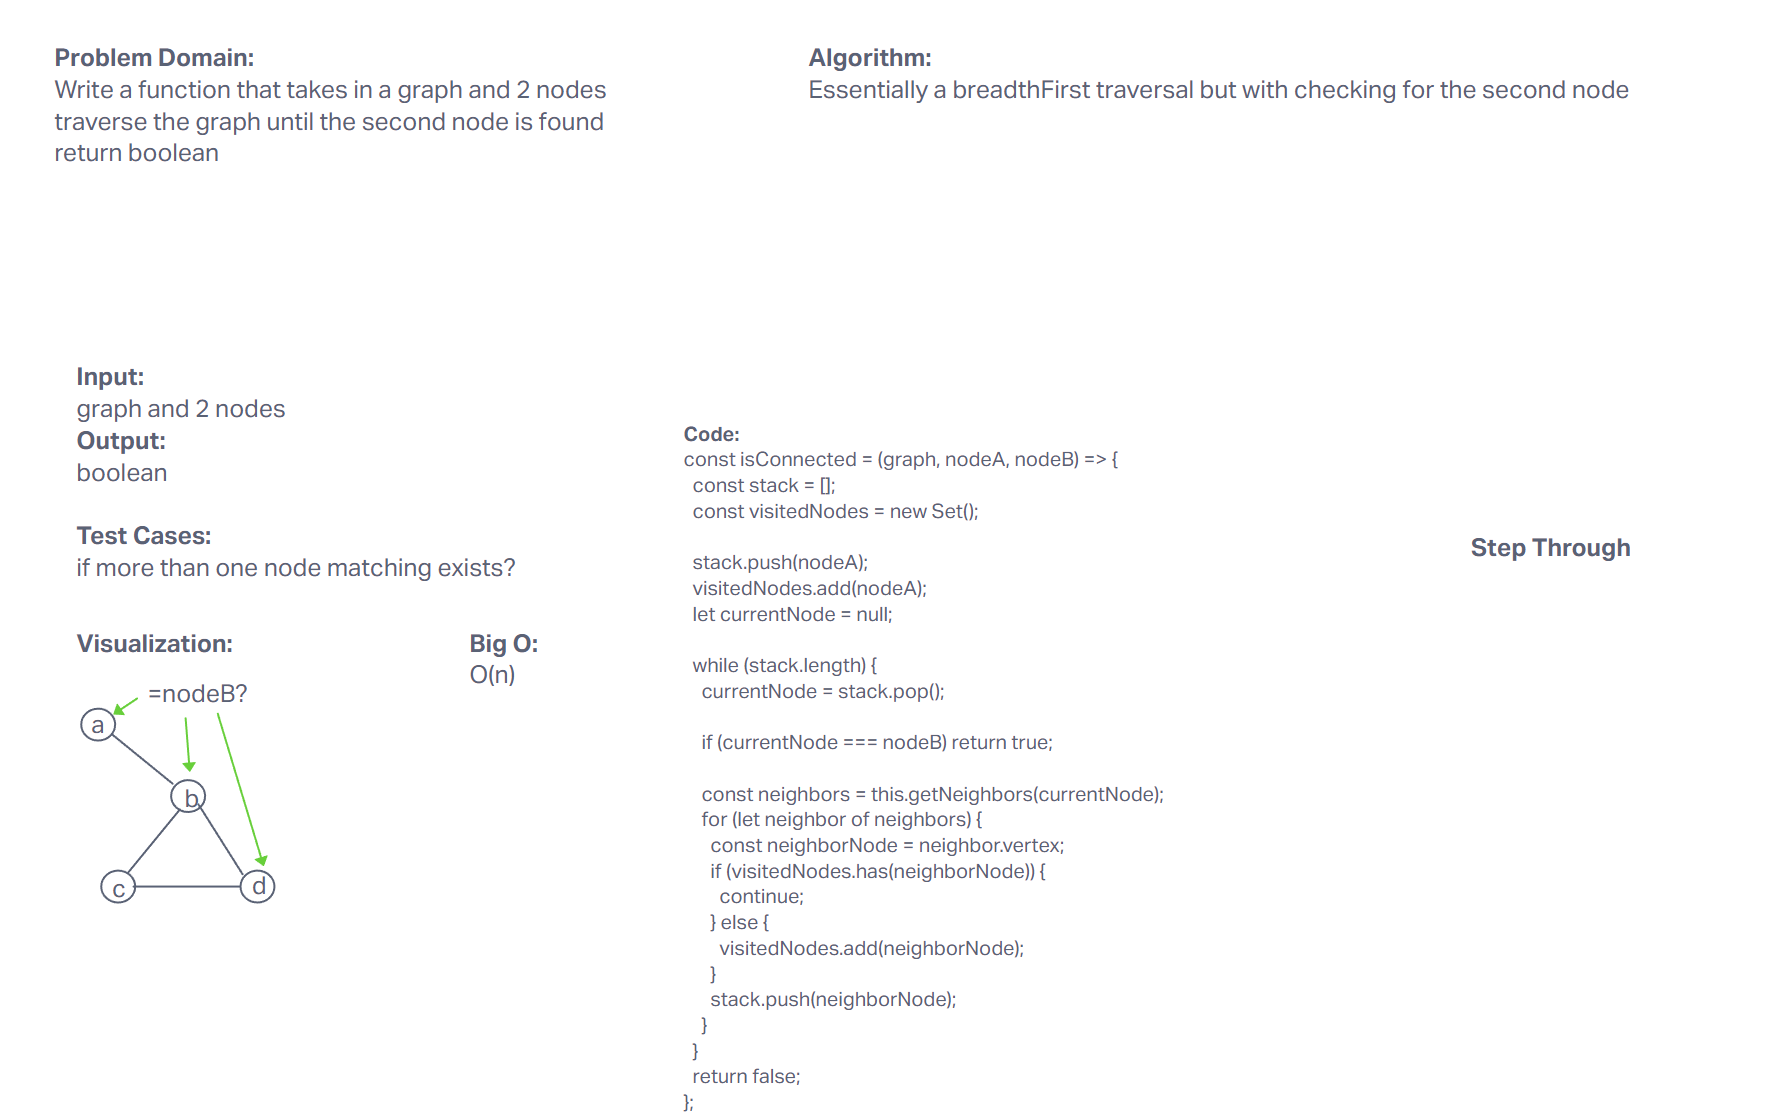 Problem Domain:
Write a function that takes in a graph and 2 nodes
traverse the graph until the second node is found
return boolean
Algorithm:
Essentially a breadthFirst traversal but with checking for the second node
Input:
graph and 2 nodes
Output:
boolean
Test Cases:
if more than one node matching exists?
Visualization:
=nodeB?
a
b
c
d
Big O:
O(n)
Code:
const isConnected = (graph, nodeA, nodeB) => {
const stack = [];
const visitedNodes = new Set();
stack.push(nodeA);
visitedNodes.add(nodeA);
let currentNode = null;
while (stack.length) {
currentNode = stack.pop();
if (currentNode === nodeB) return true;
const neighbors = this.getNeighbors(currentNode);
for (let neighbor of neighbors) {
const neighborNode = neighbor.vertex;
if (visitedNodes.has(neighborNode)) {
continue;
} else {
visitedNodes.add(neighborNode);
}
stack.push(neighborNode);
}
}
return false;
};
Step Through